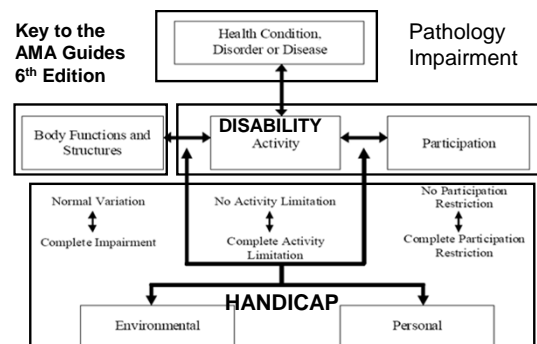 Key to the
AMA Guides
6th Edition
Health Condition,
Disorder or Disease
Pathology
Impairment
Body Functions and
Structures
DISABILITY
Activity
Participation
Normal Variation
Complete Impairment
No Activity Limitation
Complete Activity
Limitation
No Participation
Restriction
Complete Participation
Restriction
HANDICAP
Environmental
Personal